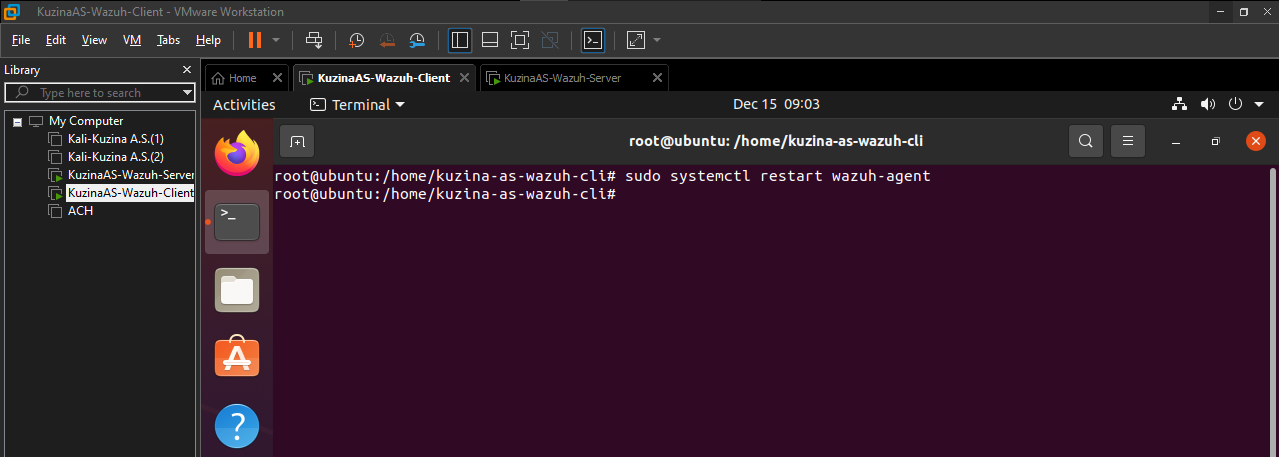 KuzinaAS-Wazuh-Client - VMware Workstation
File Edit View VM Tabs Help
Library
Type here to search
My Computer
Kali-Kuzina A.S.(1)
Kali-Kuzina A.S.(2)
KuzinaAS-Wazuh-Server
KuzinaAS-Wazuh-Client
ACH
Home KuzinaAS-Wazuh-Client KuzinaAS-Wazuh-Server
Activities Terminal Dec 15 09:03
root@ubuntu: /home/kuzina-as-wazuh-cli
root@ubuntu:/home/kuzina-as-wazuh-cli# sudo systemctl restart wazuh-agent
root@ubuntu:/home/kuzina-as-wazuh-cli#